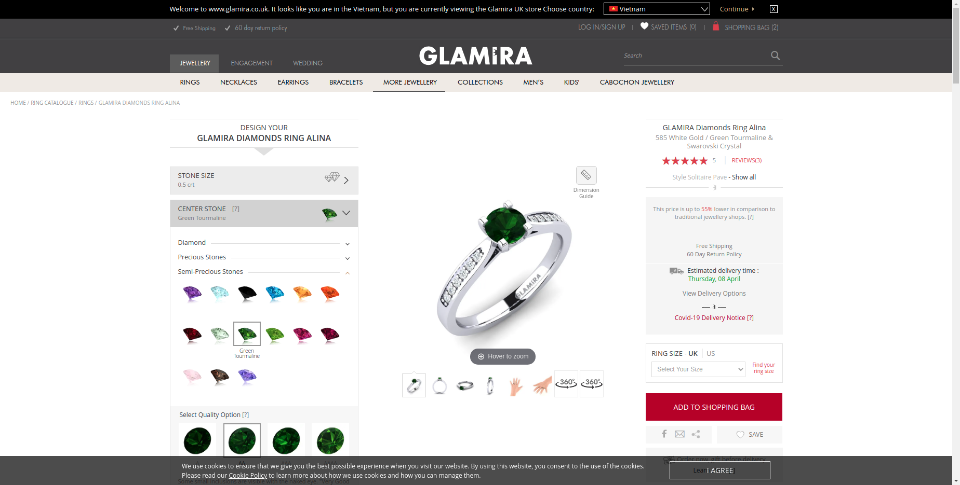 Welcome to www.glamira.co.uk. It looks like you are in the Vietnam, but you are currently viewing the Glamira UK store Choose country:
Vietnam
Continue
X
Free Shipping
60 day return policy
LOG IN/SIGN UP
SAVED ITEMS (0)
SHOPPING BAG (2)
JEWELLERY
ENGAGEMENT
WEDDING
GLAMIRA
Search
RINGS
NECKLACES
EARRINGS
BRACELETS
MORE JEWELLERY
COLLECTIONS
MEN'S
KIDS'
CABOCHON JEWELLERY
HOME / RING CATALOGUE / RINGS / GLAMIRA DIAMONDS RING ALINA
DESIGN YOUR
GLAMIRA DIAMONDS RING ALINA
STONE SIZE
0.5 crt.
CENTER STONE [?]
Green Tourmaline
Diamond
Precious Stones
Semi-Precious Stones
Green
Tourmaline
Select Quality Option [?]
Dimension
Guide
GLAMIRA
Hover to zoom
360°
360°
GLAMIRA Diamonds Ring Alina
585 White Gold / Green Tourmaline &
Swarovski Crystal
5
REVIEWS(3)
Style Solitaire Pave - Show all
This price is up to 55% lower in comparison to
traditional jewellery shops. [?]
Free Shipping
60 Day Return Policy
Estimated delivery time :
Thursday, 08 April
View Delivery Options
Covid-19 Delivery Notice [?]
RING SIZE
UK
US
Select Your Size
Find your
ring size
ADD TO SHOPPING BAG
SAVE
We use cookies to ensure that we give you the best possible experience when you visit our website. By using this website, you consent to the use of the cookies.
Please read our Cookie Policy to learn more about how we use cookies and how you can manage them.
I AGREE